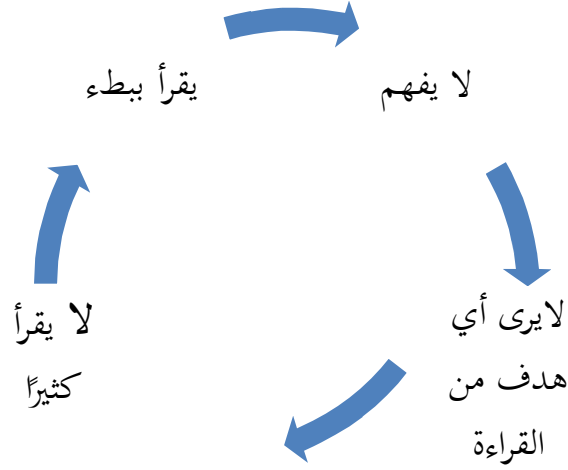 يقرأ ببطء
لا يفهم
لايرى أي
هدف من
القراءة
لا يقرأ
كثيرًا